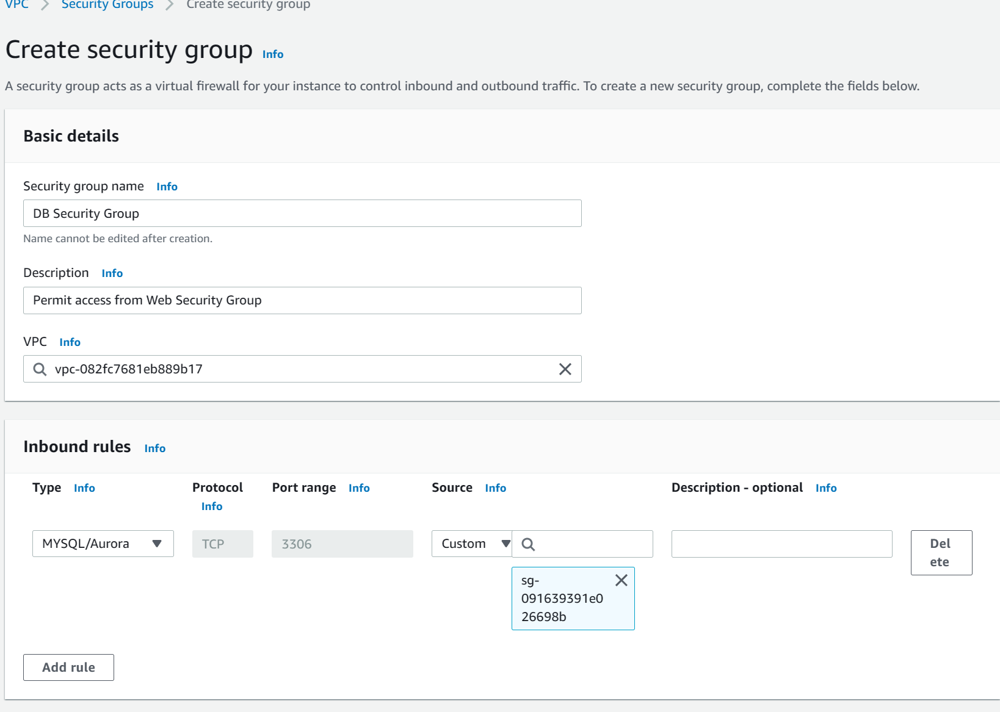 VPC > Security Groups > Create security group
Create security group Info
A security group acts as a virtual firewall for your instance to control inbound and outbound traffic. To create a new security group, complete the fields below.
Basic details
Security group name Info
DB Security Group
Name cannot be edited after creation.
Description Info
Permit access from Web Security Group
VPC Info
vpc-082fc7681eb889b17
Inbound rules Info
Type Info Protocol Port range Info Source Info Description - optional Info
Info
MYSQL/Aurora TCP 3306 Custom Del
ete
sg-
091639391e0
26698b
Add rule